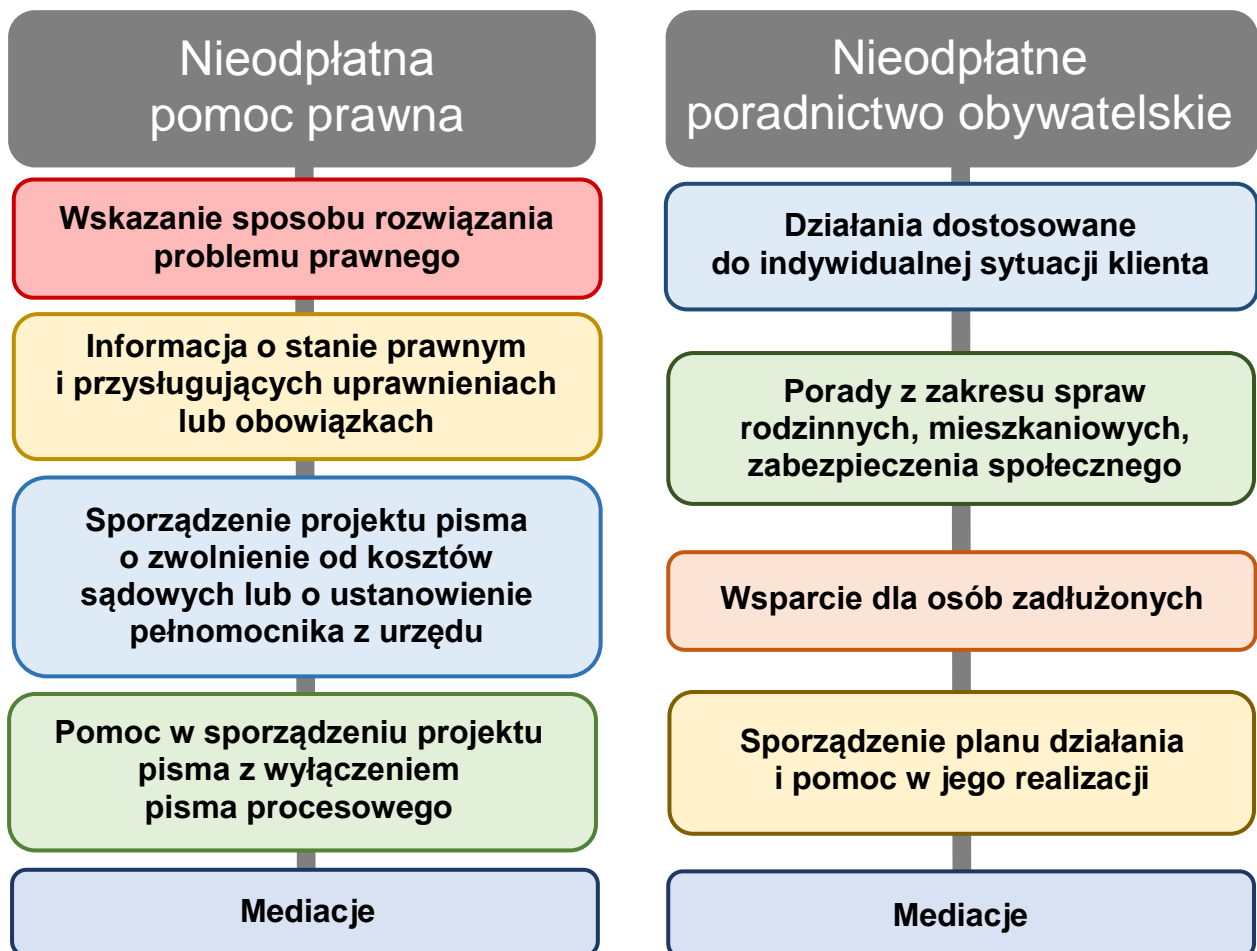 Nieodpłatna
pomoc prawna
Wskazanie sposobu rozwiązania
problemu prawnego
Informacja o stanie prawnym
i przysługujących uprawnieniach
lub obowiązkach
Sporządzenie projektu pisma
o zwolnienie od kosztów
sądowych lub o ustanowienie
pełnomocnika z urzędu
Pomoc w sporządzeniu projektu
pisma z wyłączeniem
pisma procesowego
Mediacje
Nieodpłatne
poradnictwo obywatelskie
Działania dostosowane
do indywidualnej sytuacji klienta
Porady z zakresu spraw
rodzinnych, mieszkaniowych,
zabezpieczenia społecznego
Wsparcie dla osób zadłużonych
Sporządzenie planu działania
i pomoc w jego realizacji
Mediacje